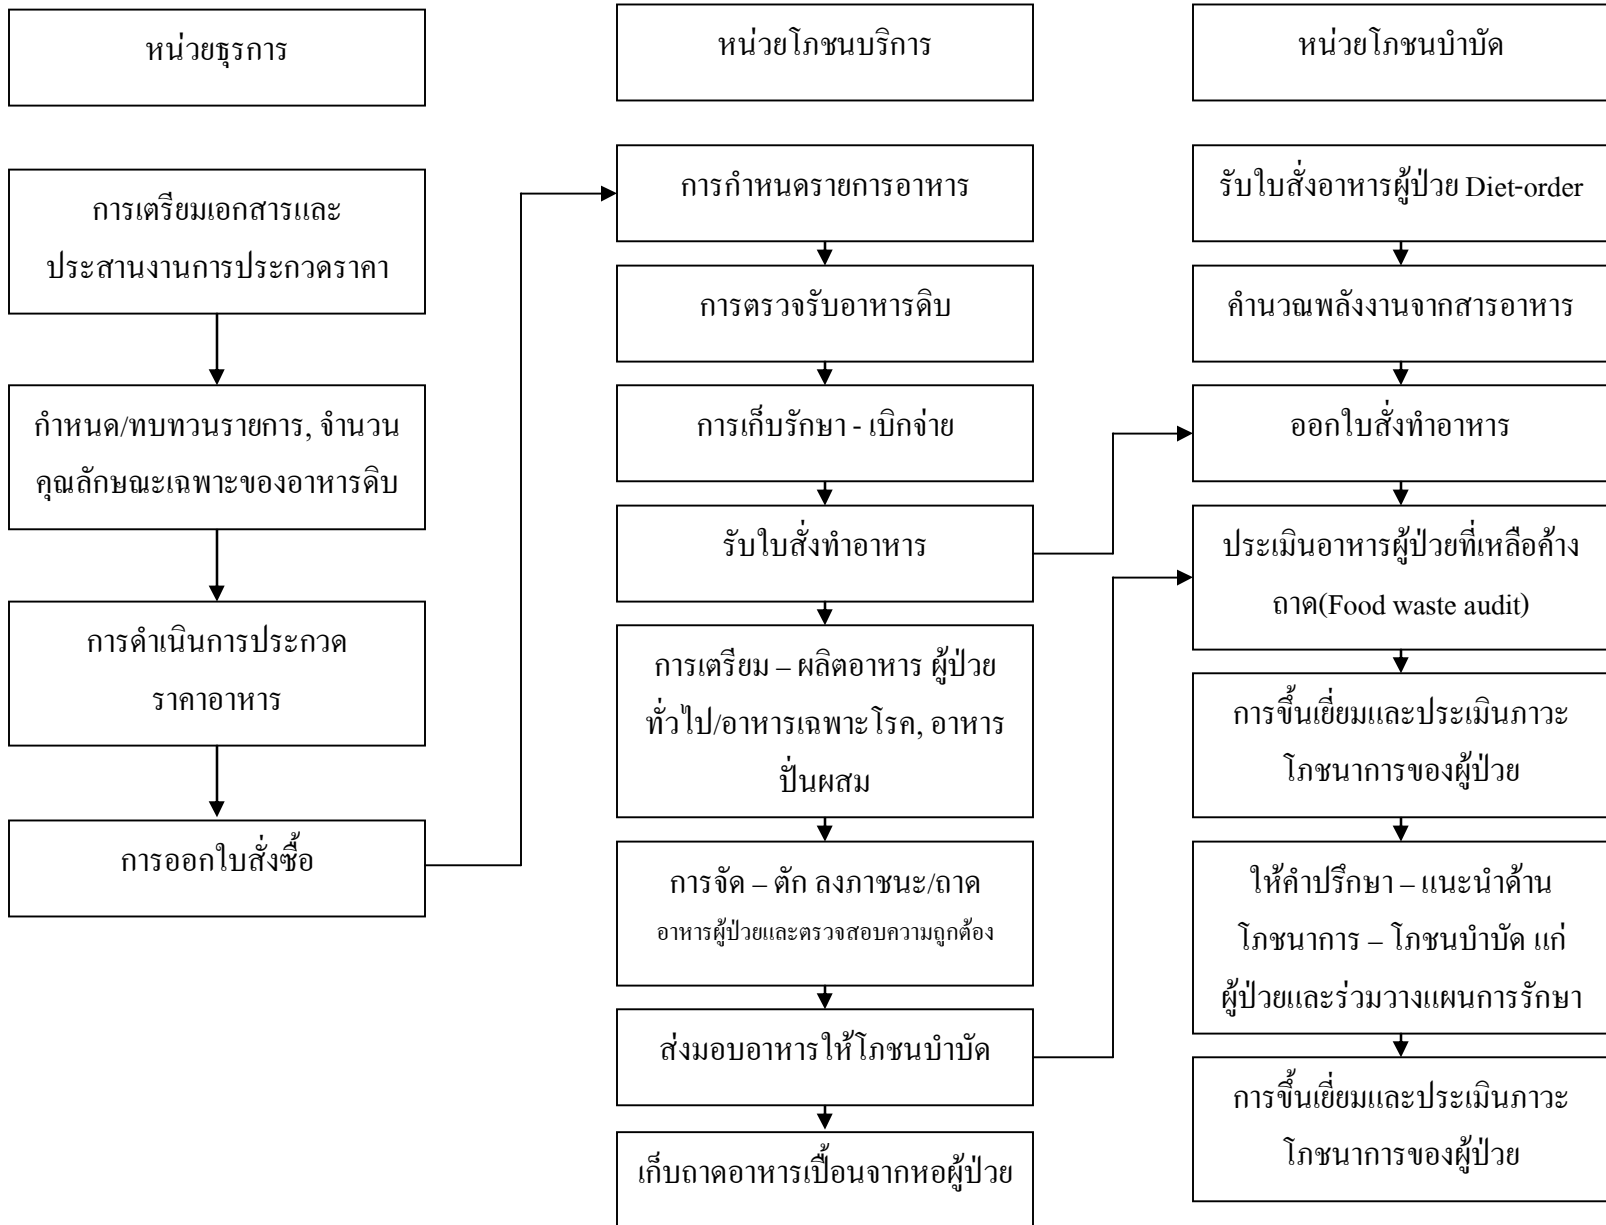 หน่วยธุรการ
การเตรียมเอกสารและ
ประสานงานการประกวดราคา
กำหนด/ทบทวนรายการ, จำนวน
คุณลักษณะเฉพาะของอาหารดิบ
การดำเนินการประกวด
ราคาอาหาร
การออกใบสั่งซื้อ
หน่วยโภชนบริการ
การกำหนดรายการอาหาร
การตรวจรับอาหารดิบ
การเก็บรักษา - เบิกจ่าย
รับใบสั่งทำอาหาร
การเตรียม – ผลิตอาหาร ผู้ป่วย
ทั่วไป/อาหารเฉพาะโรค, อาหาร
ปั่นผสม
การจัด – ตัก ลงภาชนะ/ถาด
อาหารผู้ป่วยและตรวจสอบความถูกต้อง
ส่งมอบอาหารให้โภชนบำบัด
เก็บถาดอาหารเปื้อนจากหอผู้ป่วย
หน่วยโภชนบำบัด
รับใบสั่งอาหารผู้ป่วย Diet-order
คำนวณพลังงานจากสารอาหาร
ออกใบสั่งทำอาหาร
ประเมินอาหารผู้ป่วยที่เหลือค้าง
ถาด(Food waste audit)
การขึ้นเยี่ยมและประเมินภาวะ
โภชนาการของผู้ป่วย
ให้คำปรึกษา – แนะนำด้าน
โภชนาการ – โภชนบำบัด แก่
ผู้ป่วยและร่วมวางแผนการรักษา
การขึ้นเยี่ยมและประเมินภาวะ
โภชนาการของผู้ป่วย